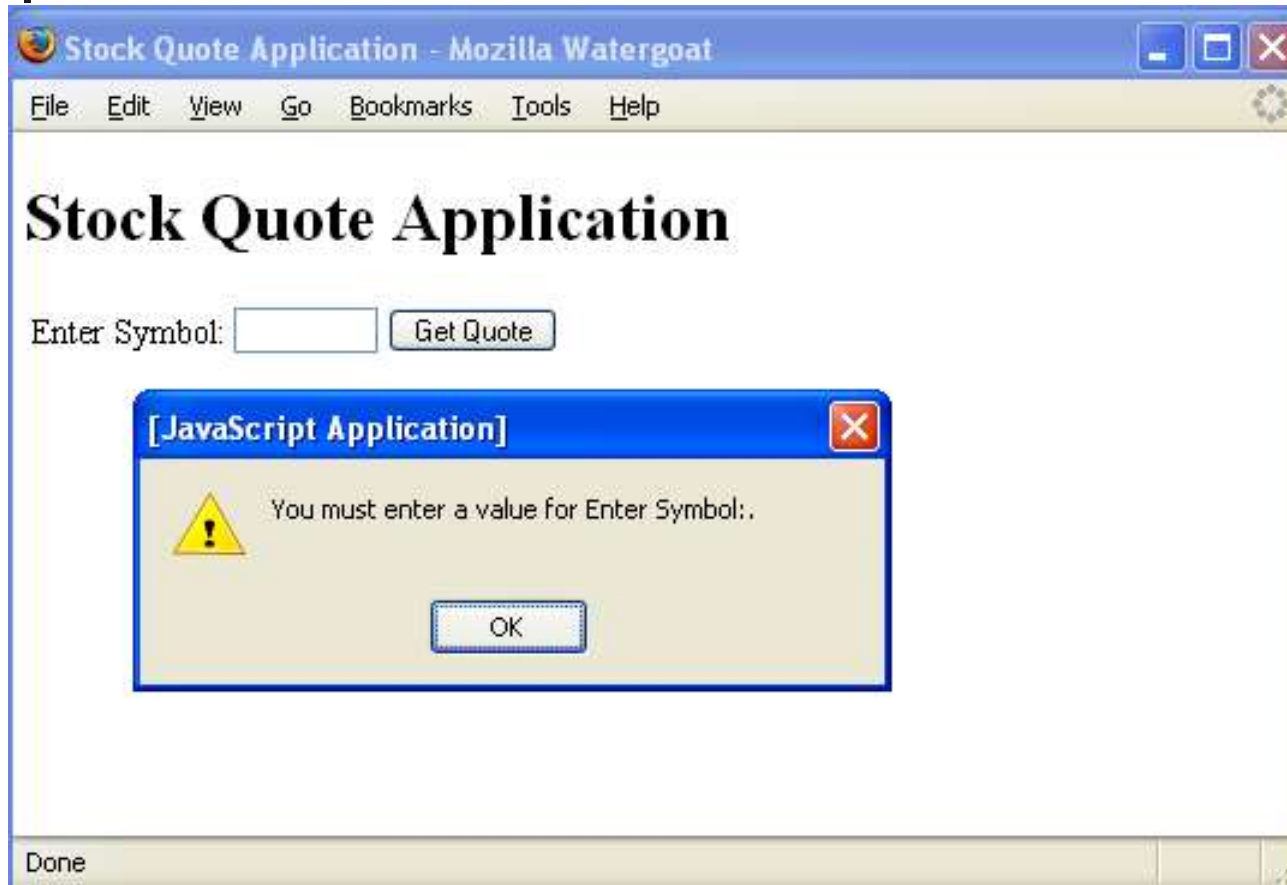 Stock Quote Application - Mozilla Watergoat
File Edit View Go Bookmarks Tools Help
Stock Quote Application
Enter Symbol: Get Quote
[JavaScript Application]
You must enter a value for Enter Symbol:.
OK
Done